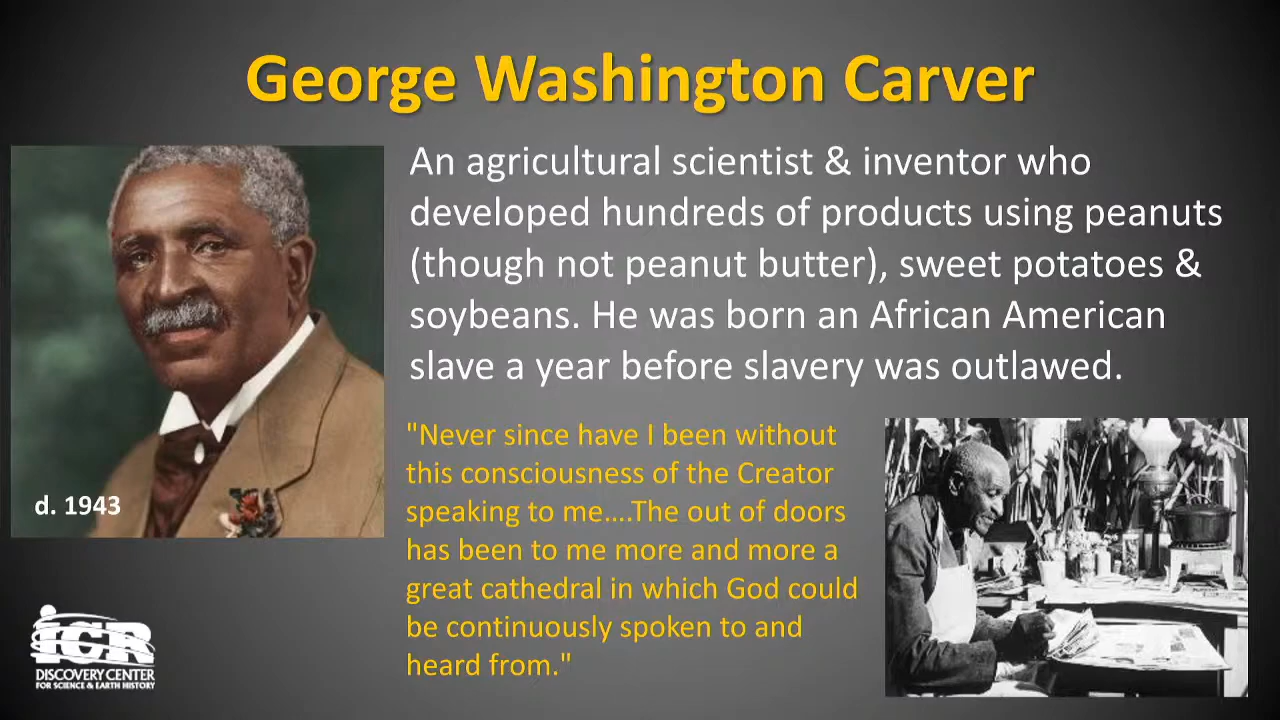 George Washington Carver
An agricultural scientist & inventor who
developed hundreds of products using peanuts
(though not peanut butter), sweet potatoes &
soybeans. He was born an African American
slave a year before slavery was outlawed.
"Never since have I been without
this consciousness of the Creator
speaking to me....The out of doors
has been to me more and more a
great cathedral in which God could
be continuously spoken to and
heard from."
d. 1943
ICR
DISCOVERY CENTER
FOR SCIENCE & EARTH HISTORY